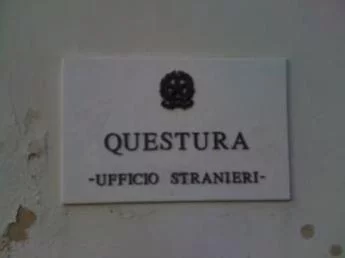 QUESTURA
-UFFICIO STRANIERI-